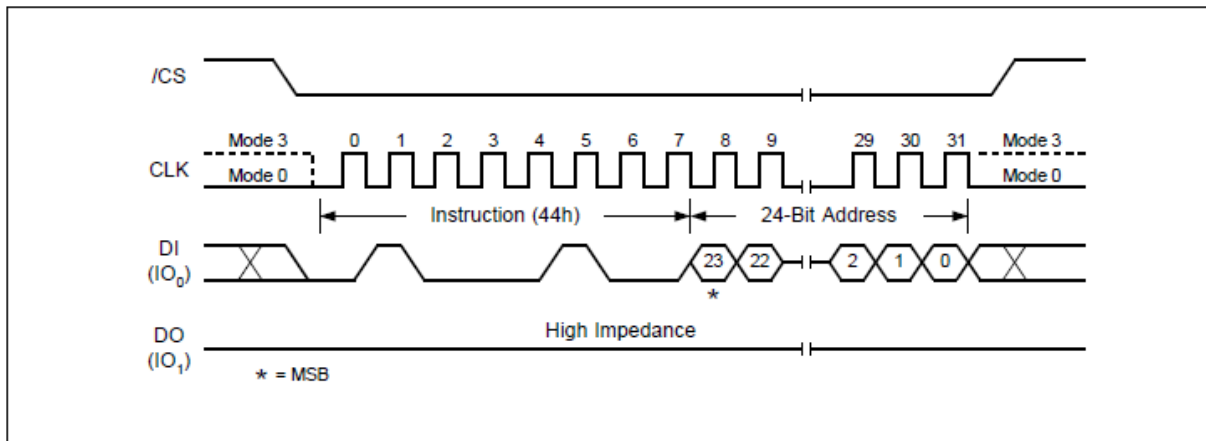 /CS
Mode 3 0 1 2 3 4 5 6 7 8 9 29 30 31 Mode 3
CLK
Mode 0 Mode 0
Instruction (44h) 24-Bit Address
DI
(IO0) 23 22 2 1 0
*
High Impedance
DO
(IO1)
* = MSB